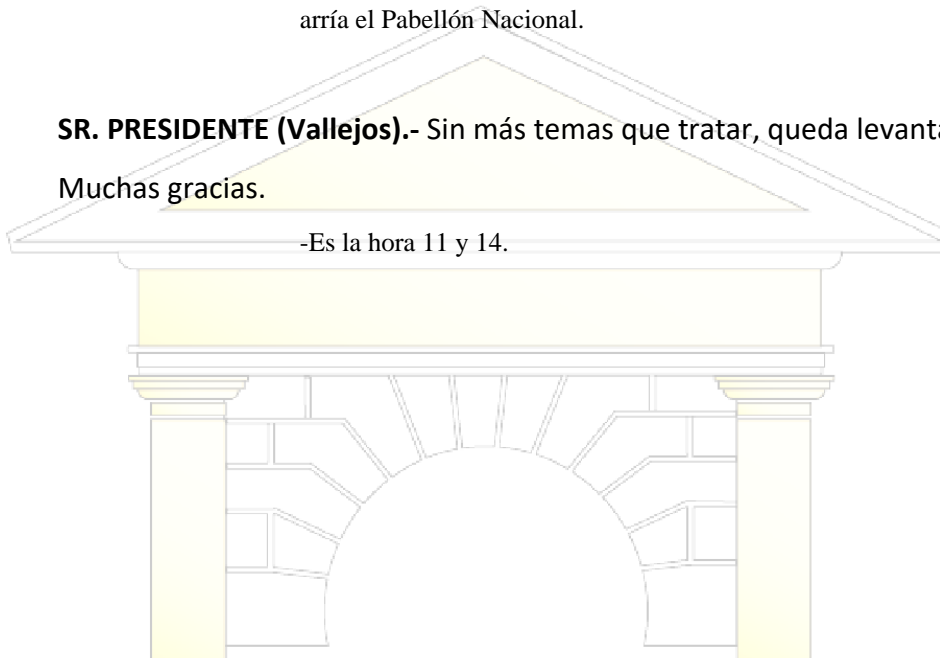 arría el Pabellón Nacional.
SR. PRESIDENTE (Vallejos).- Sin más temas que tratar, queda
Muchas gracias.
-Es la hora 11 y 14.